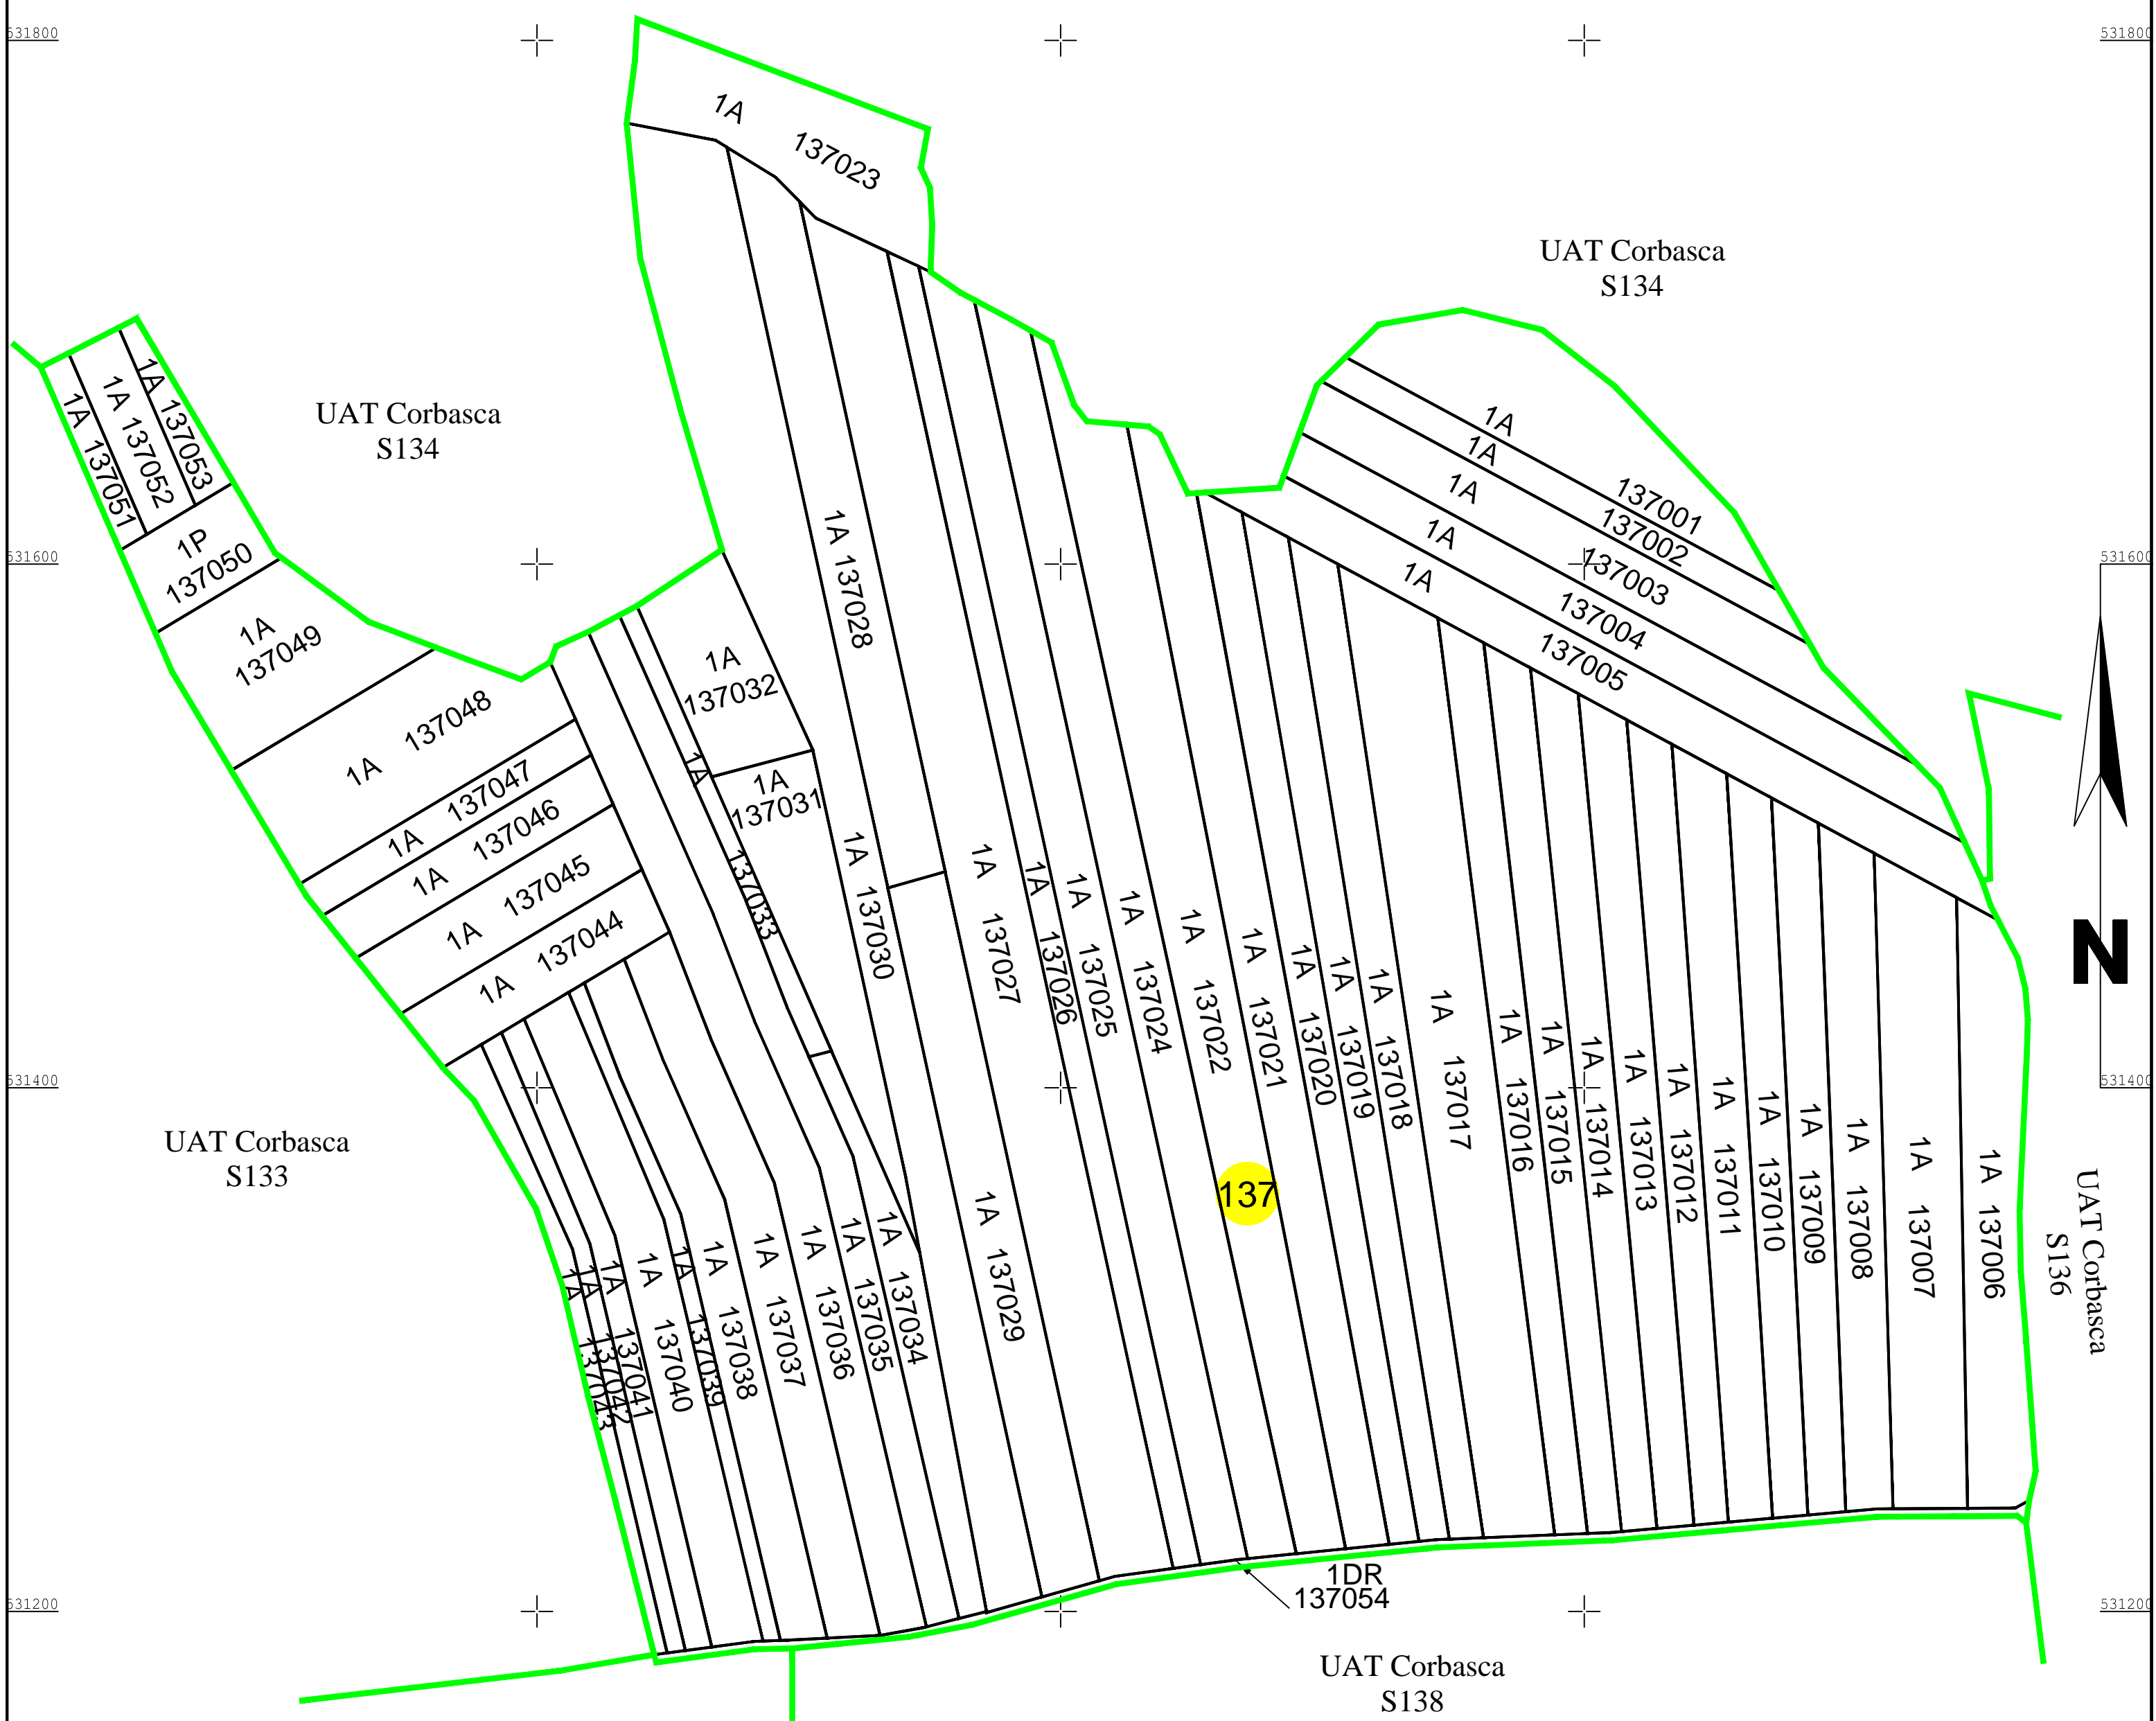 531800
531800
1A
137023
UAT Corbasca
S134
UAT Corbasca
S134
1A 137053
1A 137052
1A 137051
1P
137050
1A
137049
1A 137048
1A 137047
1A 137046
1A 137045
1A 137044
531600
531600
1A 137001
1A 137002
1A 137003
1A 137004
1A 137005
1A 137028
1A
137032
1A
137031
1A 137033
1A 137030
1A 137027
1A 137026
1A 137025
1A 137024
1A 137022
1A 137021
1A 137020
1A 137019
1A 137018
1A 137017
1A 137016
1A 137015
1A 137014
1A 137013
1A 137012
1A 137011
1A 137010
1A 137009
1A 137008
1A 137007
1A 137006
N
531400
531400
UAT Corbasca
S133
137
UAT Corbasca
S136
1A 137043
1A 137042
1A 137041
1A 137040
1A 137039
1A 137038
1A 137037
1A 137036
1A 137035
1A 137034
1A 137029
1DR
137054
531200
531200
UAT Corbasca
S138